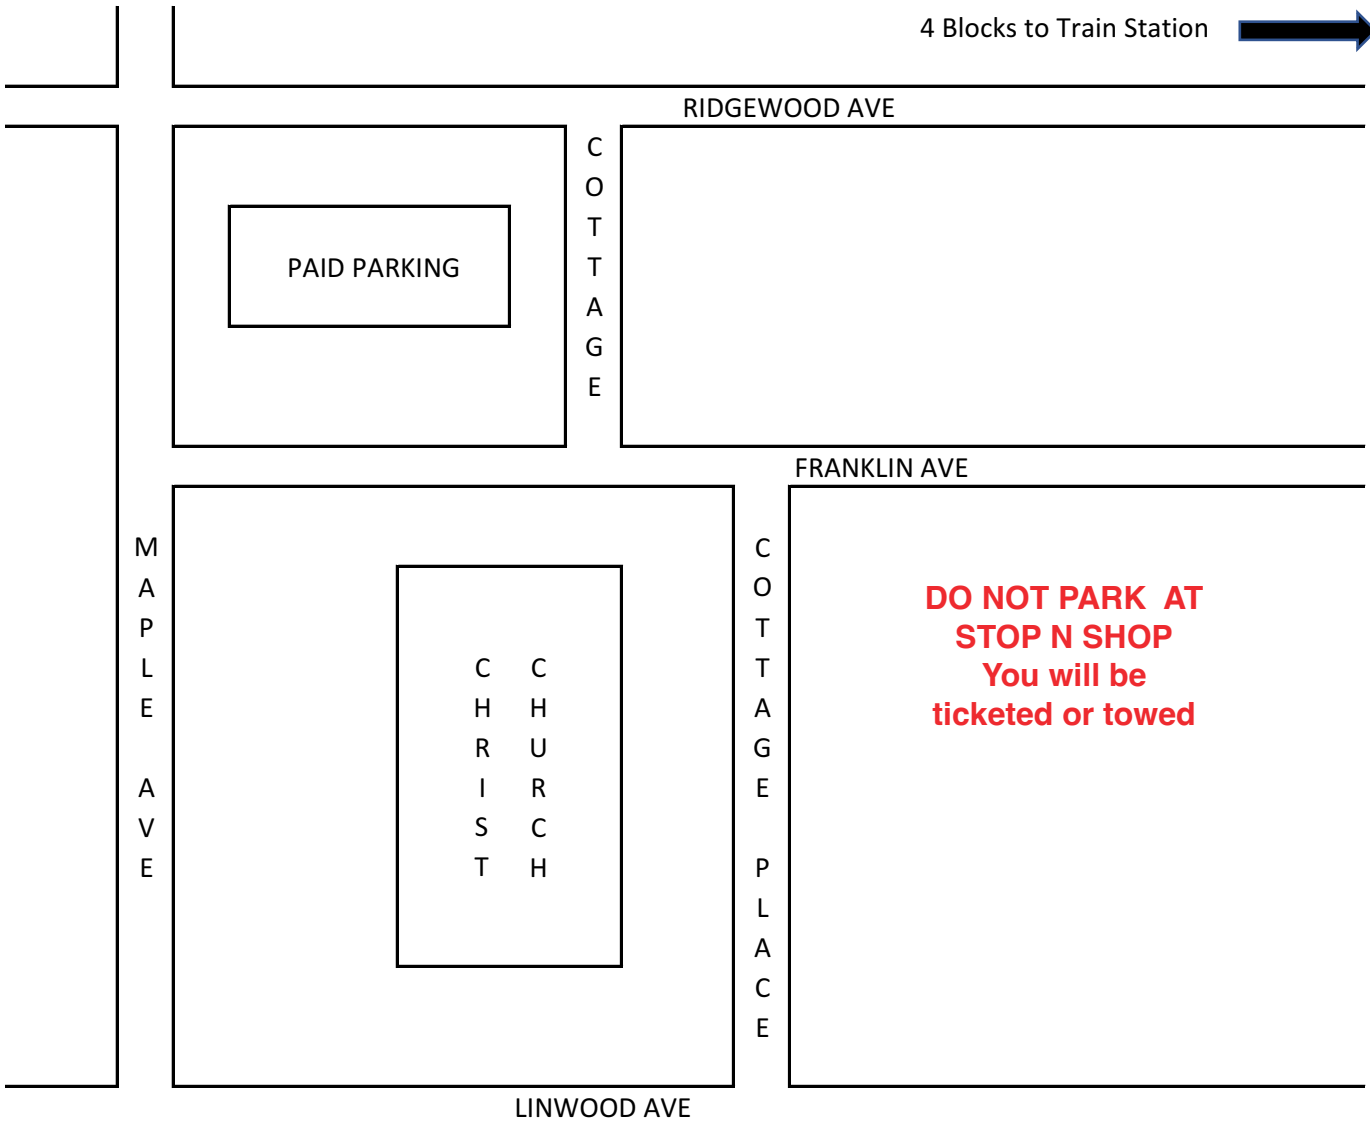 4 Blocks to Train Station
RIDGEWOOD AVE
COTTAGE
PAID PARKING
FRANKLIN AVE
MAPLE AVE
CHRIST
CHURCH
COTTAGE PLACE
DO NOT PARK AT
STOP N SHOP
You will be
ticketed or towed
LINWOOD AVE